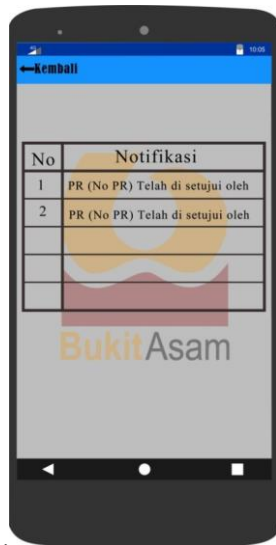 10:05
←Kembali
No Notifikasi
1 PR (No PR) Telah di setujui oleh
2 PR (No PR) Telah di setujui oleh
BukitAsam